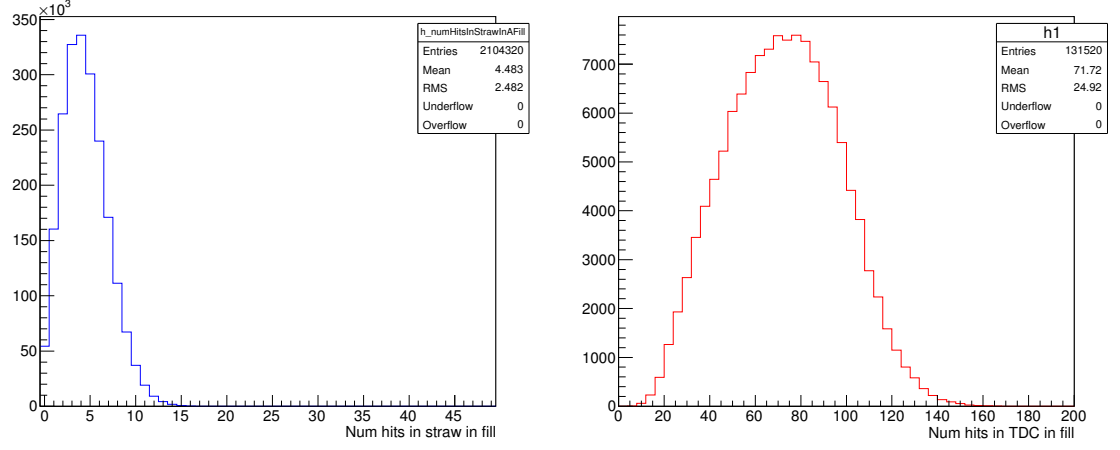 ×10³
350
300
250
200
150
100
50
0
0 5 10 15 20 25 30 35 40 45
Num hits in straw in fill
h_numHitsInStrawInAFill
Entries 2104320
Mean 4.483
RMS 2.482
Underflow 0
Overflow 0
7000
6000
5000
4000
3000
2000
1000
0
0 20 40 60 80 100 120 140 160 180 200
Num hits in TDC in fill
h1
Entries 131520
Mean 71.72
RMS 24.92
Underflow 0
Overflow 0